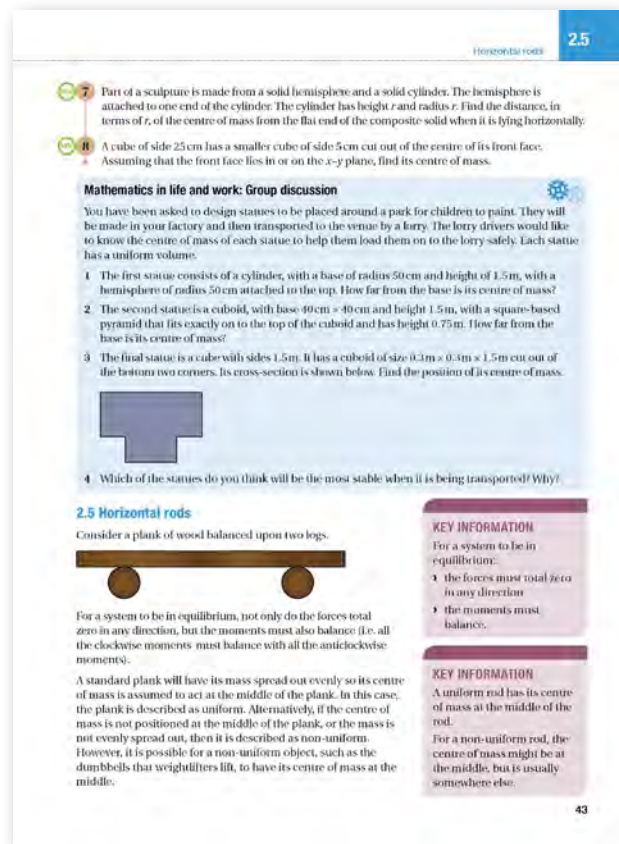 2.5
Horizontal rods
7 Part of a sculpture is made from a solid hemisphere and a solid cylinder. The hemisphere is
attached to one end of the cylinder. The cylinder has height r and radius r. Find the distance, in
terms of r, of the centre of mass from the flat end of the composite solid when it is lying horizontally.
8 A cube of side 25 cm has a smaller cube of side 5 cm cut out of the centre of its front face.
Assuming that the front face lies in or on the x–y plane, find its centre of mass.
Mathematics in life and work: Group discussion
You have been asked to design statues to be placed around a park for children to paint. They will
be made in your factory and then transported to the venue by a lorry. The lorry drivers would like
to know the centre of mass of each statue to help them load them on to the lorry safely. Each statue
has a uniform volume.
1 The first statue consists of a cylinder, with a base of radius 50 cm and height of 1.5 m, with a
hemisphere of radius 50 cm attached to the top. How far from the base is its centre of mass?
2 The second statue is a cuboid, with base 40 cm × 40 cm and height 1.5 m, with a square-based
pyramid that fits exactly on to the top of the cuboid and has height 0.75 m. How far from the
base is its centre of mass?
3 The final statue is a cube with sides 1.5 m. It has a cuboid of size 0.3 m × 0.3 m × 1.5 m cut out of
the bottom two corners. Its cross-section is shown below. Find the position of its centre of mass.
4 Which of the statues do you think will be the most stable when it is being transported? Why?
2.5 Horizontal rods
Consider a plank of wood balanced upon two logs.
For a system to be in equilibrium, not only do the forces total
zero in any direction, but the moments must also balance (i.e. all
the clockwise moments must balance with all the anticlockwise
moments).
A standard plank will have its mass spread out evenly so its centre
of mass is assumed to act at the middle of the plank. In this case,
the plank is described as uniform. Alternatively, if the centre of
mass is not positioned at the middle of the plank, or the mass is
not evenly spread out, then it is described as non-uniform.
However, it is possible for a non-uniform object, such as the
dumbbells that weightlifters lift, to have its centre of mass at the
middle.
KEY INFORMATION
For a system to be in
equilibrium:
› the forces must total zero
in any direction
› the moments must
balance.
KEY INFORMATION
A uniform rod has its centre
of mass at the middle of the
rod.
For a non-uniform rod, the
centre of mass might be at
the middle, but is usually
somewhere else.
43